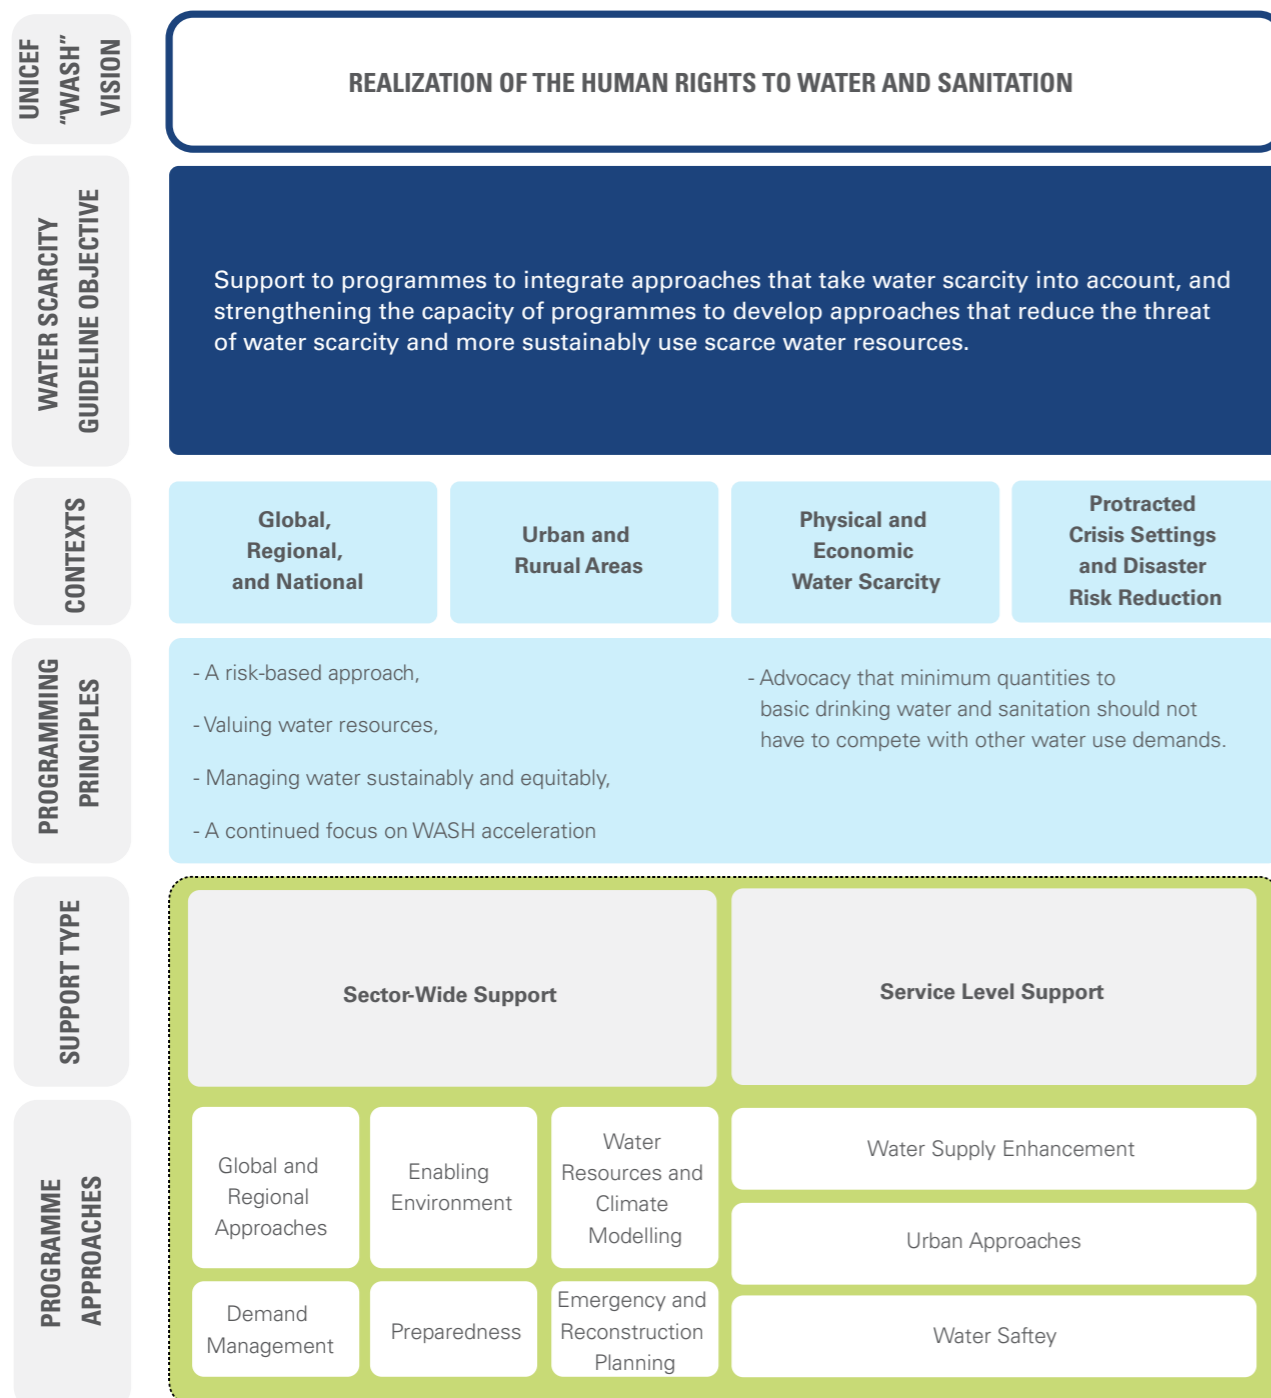 UNICEF
“WASH”
VISION
REALIZATION OF THE HUMAN RIGHTS TO WATER AND SANITATION
WATER SCARCITY
GUIDELINE OBJECTIVE
Support to programmes to integrate approaches that take water scarcity into account, and
strengthening the capacity of programmes to develop approaches that reduce the threat
of water scarcity and more sustainably use scarce water resources.
CONTEXTS
Global,
Regional,
and National
Urban and
Rurual Areas
Physical and
Economic
Water Scarcity
Protracted
Crisis Settings
and Disaster
Risk Reduction
PROGRAMMING
PRINCIPLES
- A risk-based approach,
- Valuing water resources,
- Managing water sustainably and equitably,
- A continued focus on WASH acceleration
- Advocacy that minimum quantities to
basic drinking water and sanitation should not
have to compete with other water use demands.
SUPPORT TYPE
Sector-Wide Support
Service Level Support
PROGRAMME
APPROACHES
Global and
Regional
Approaches
Enabling
Environment
Water
Resources and
Climate
Modelling
Demand
Management
Preparedness
Emergency and
Reconstruction
Planning
Water Supply Enhancement
Urban Approaches
Water Saftey